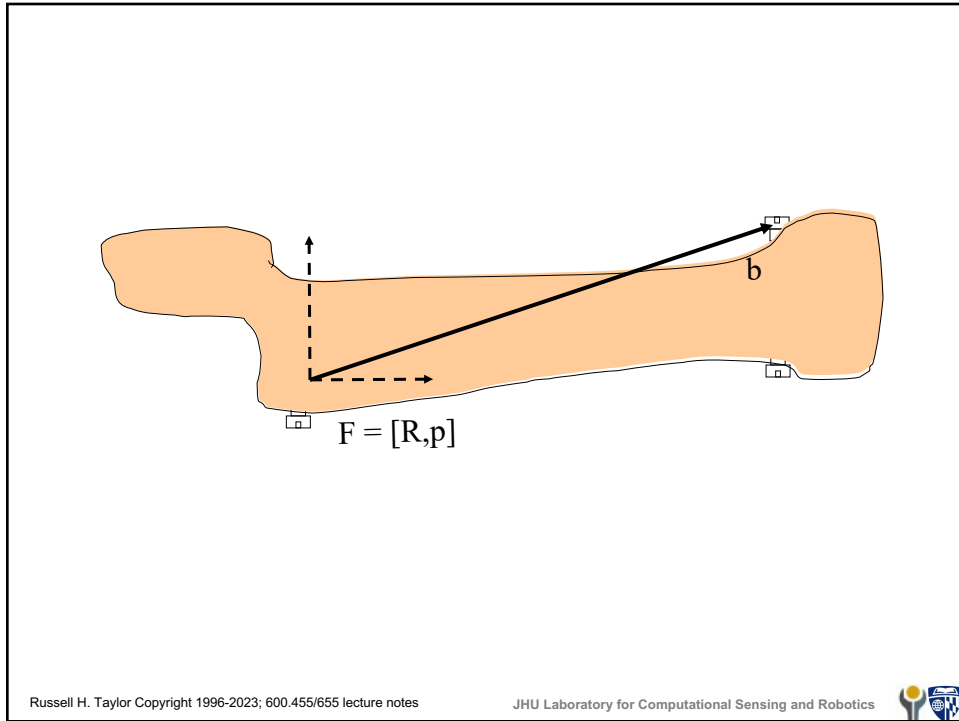 b
F = [R,p]
Russell H. Taylor Copyright 1996-2023; 600.455/655 lecture notes
JHU Laboratory for Computational Sensing and Robotics